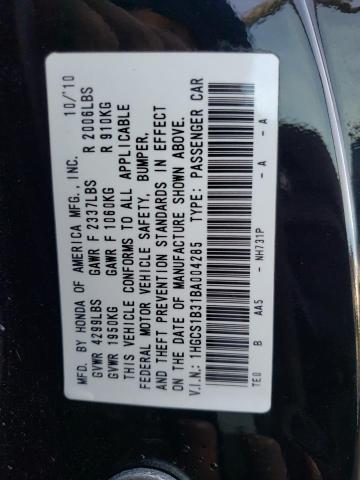 MFD. BY HONDA OF AMERICA MFG., INC. 10/'10
GVWR 4299LBS GAWR F 2337LBS R 2006LBS
GVWR 1950KG GAWR F 1060KG R 910KG
THIS VEHICLE CONFORMS TO ALL APPLICABLE
FEDERAL MOTOR VEHICLE SAFETY, BUMPER,
AND THEFT PREVENTION STANDARDS IN EFFECT
ON THE DATE OF MANUFACTURE SHOWN ABOVE.
V.I.N.: 1HGCS1B31BA004265 TYPE: PASSENGER CAR
TE0 B AA5 - NH731P - A - A